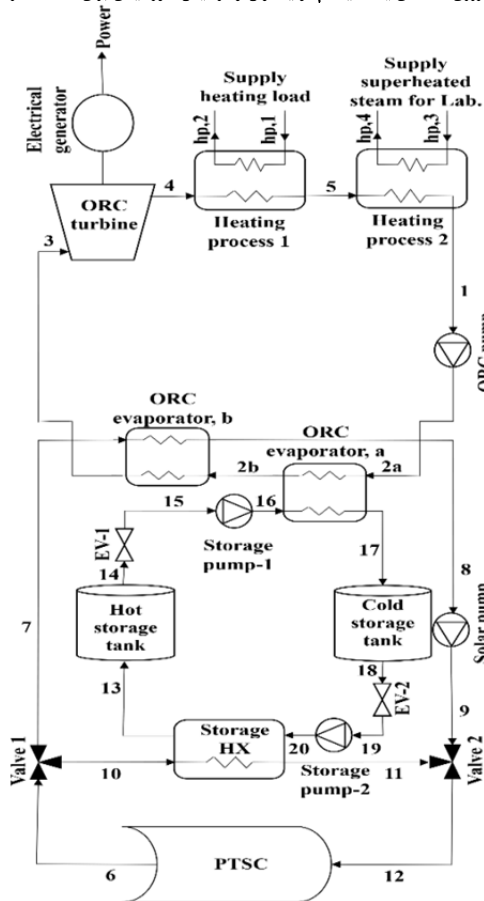 Power
Electrical
generator
Supply
heating load
Supply
superheated
steam for Lab.
hp,2
hp,1
hp,4
hp,3
ORC
turbine
4
5
3
Heating
process 1
Heating
process 2
1
ORC pump
ORC
evaporator, b
ORC
evaporator, a
2b
2a
15
16
EV-1
Storage
pump-1
14
17
8
7
Hot
storage
tank
Cold
storage
tank
Solar pump
18
13
EV-2
9
Storage
HX
20
19
Valve 1
10
Storage
pump-2
11
Valve 2
6
PTSC
12